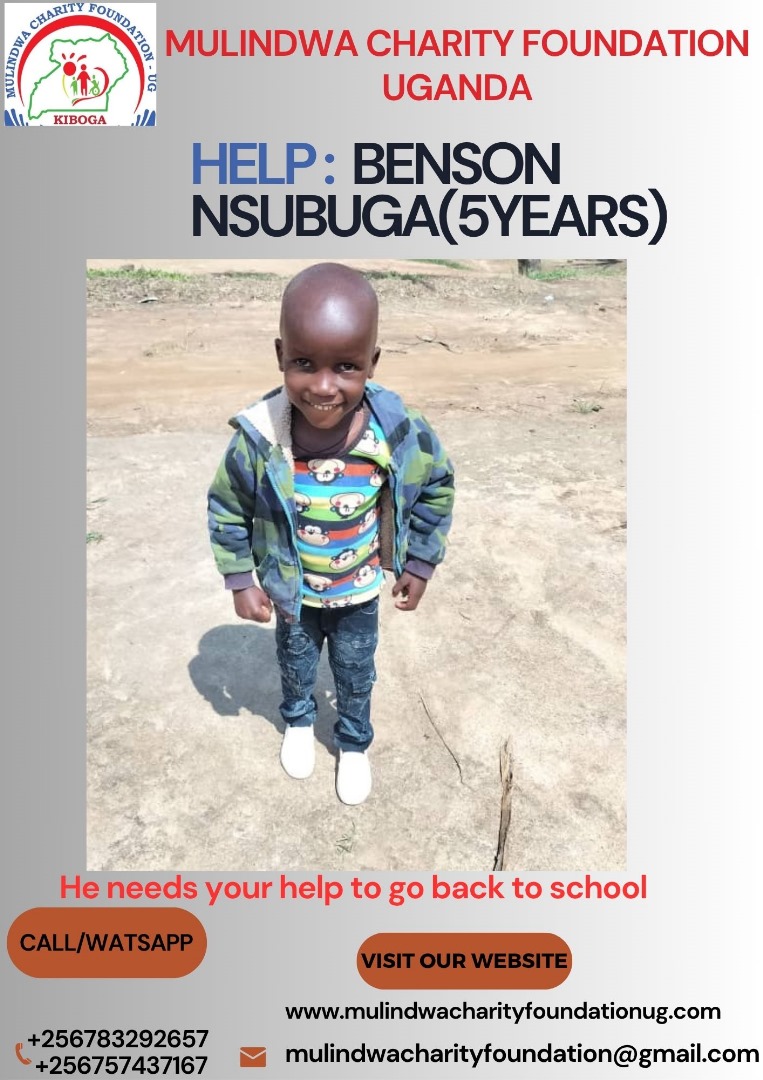 MULINDWA CHARITY FOUNDATION - UG
KIBOGA
MULINDWA CHARITY FOUNDATION
UGANDA
HELP : BENSON
NSUBUGA(5YEARS)
He needs your help to go back to school
CALL/WATSAPP
VISIT OUR WEBSITE
www.mulindwacharityfoundationug.com
+256783292657
+256757437167
mulindwacharityfoundation@gmail.com